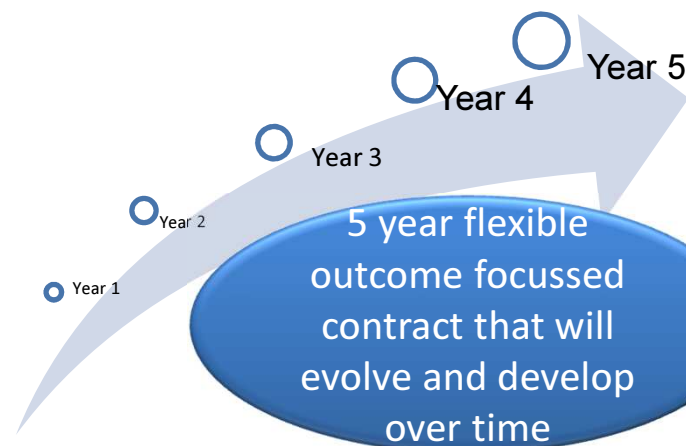 Year 1
Year 2
Year 3
Year 4
Year 5
5 year flexible
outcome focussed
contract that will
evolve and develop
over time